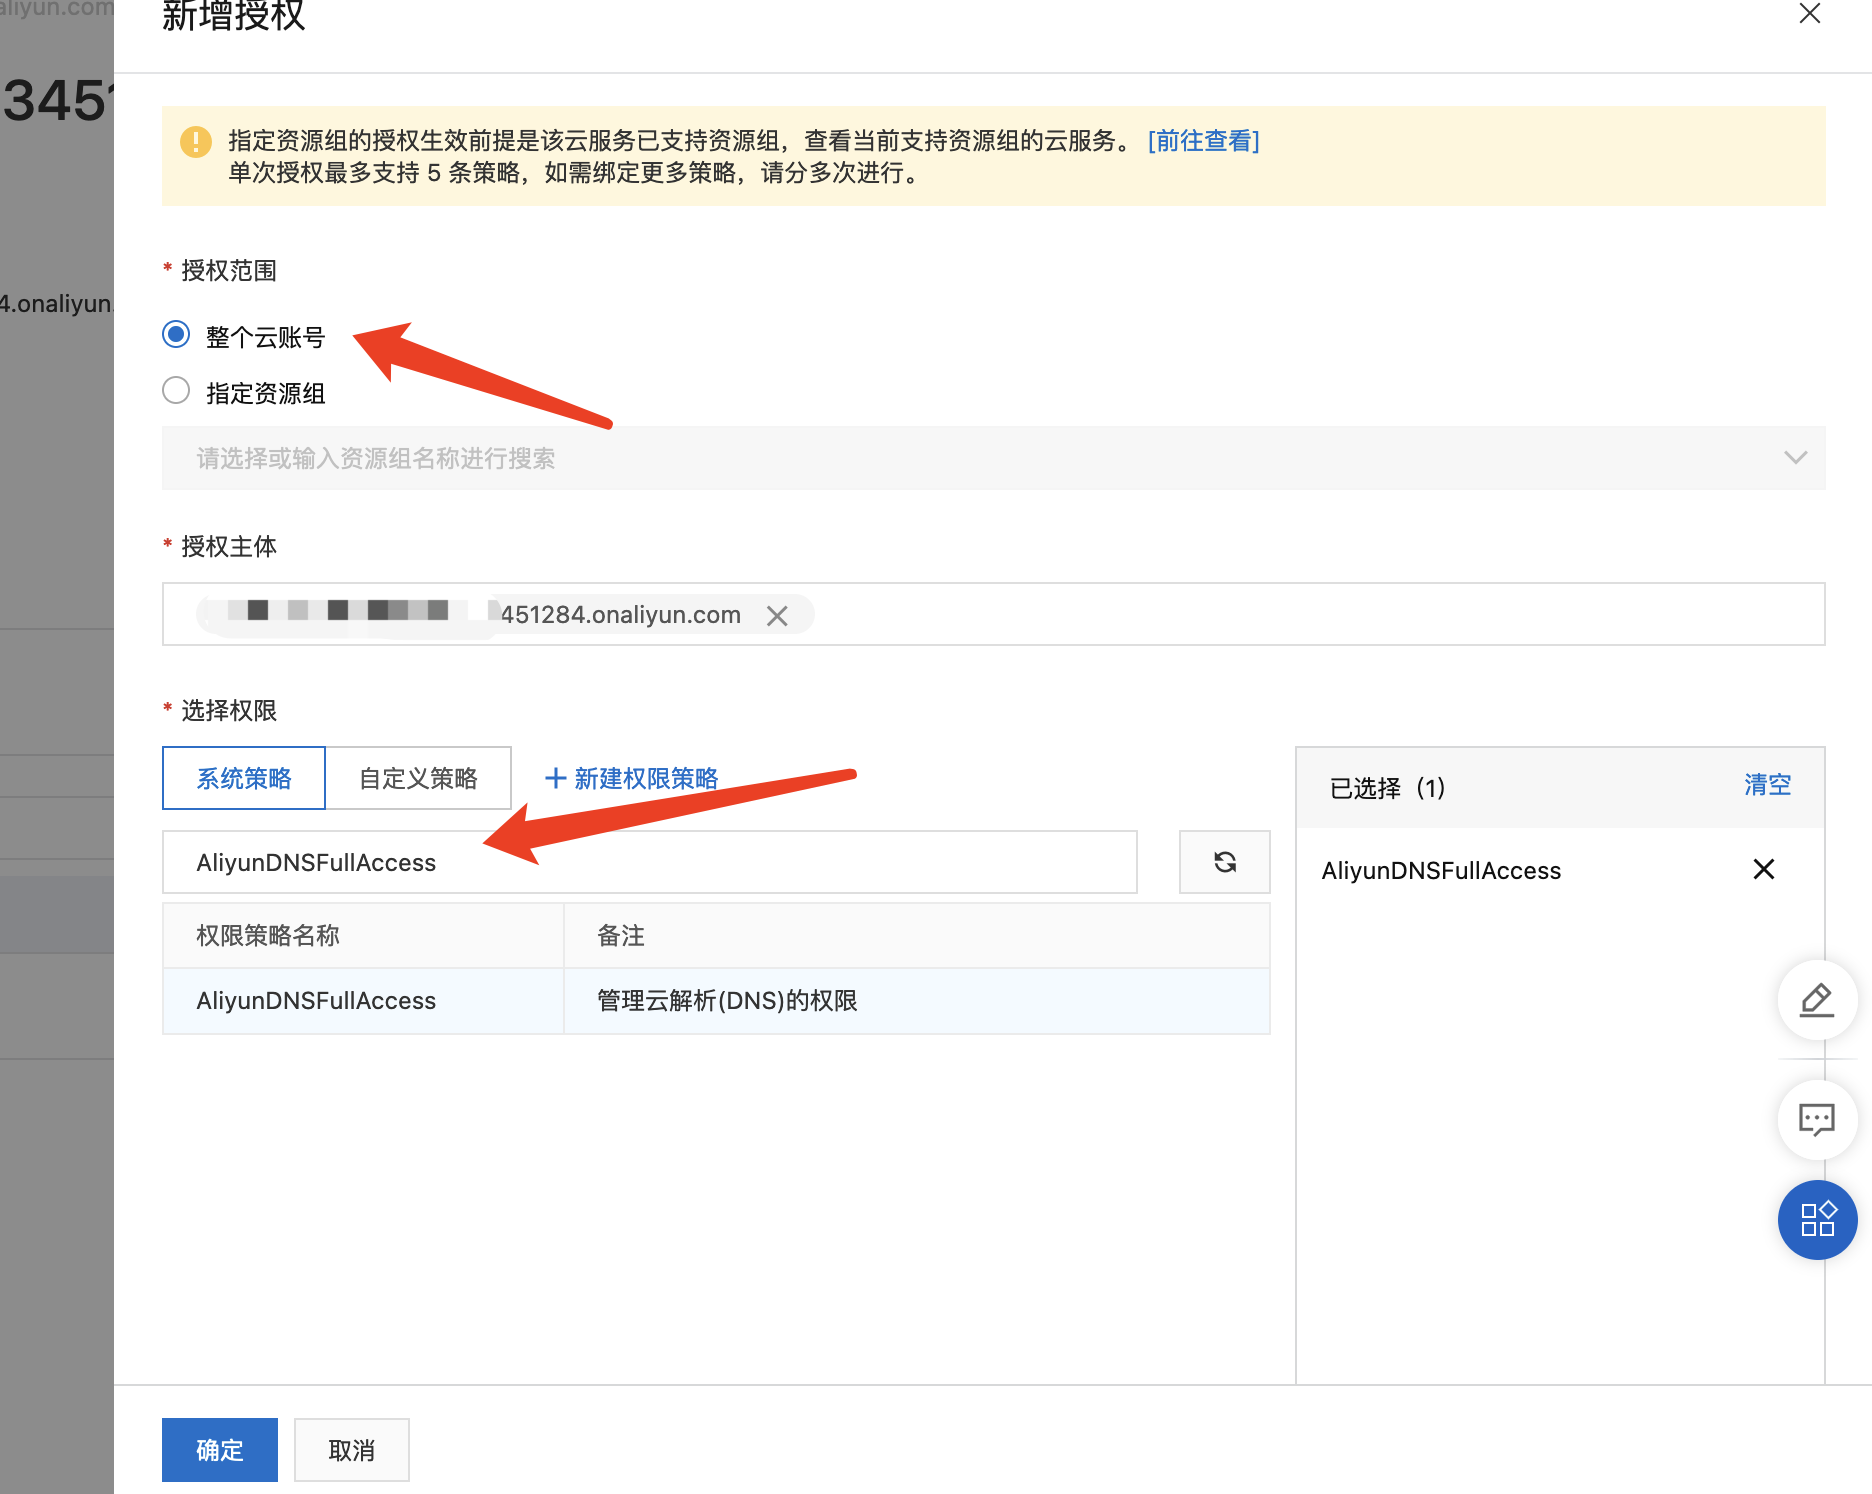 aliyun.com
新增授权
3451
指定资源组的授权生效前提是该云服务已支持资源组，查看当前支持资源组的云服务。 [前往查看]
单次授权最多支持 5 条策略，如需绑定更多策略，请分多次进行。
* 授权范围
4.onaliyun.
整个云账号
指定资源组
请选择或输入资源组名称进行搜索
* 授权主体
451284.onaliyun.com
* 选择权限
系统策略 自定义策略 + 新建权限策略
已选择（1） 清空
AliyunDNSFullAccess
AliyunDNSFullAccess
权限策略名称 备注
AliyunDNSFullAccess 管理云解析(DNS)的权限
确定 取消